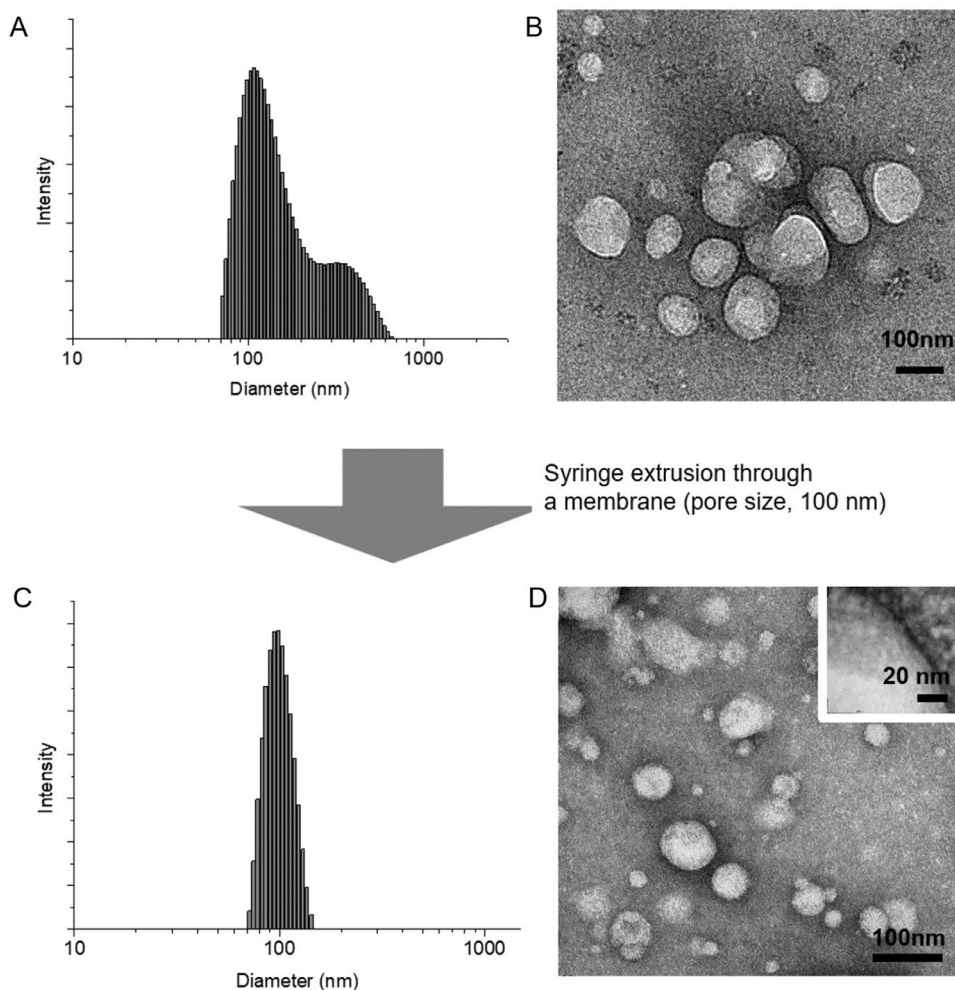 A
Intensity
10
100
1000
Diameter (nm)
B
100nm
Syringe extrusion through
a membrane (pore size, 100 nm)
C
Intensity
10
100
1000
Diameter (nm)
D
20 nm
100nm